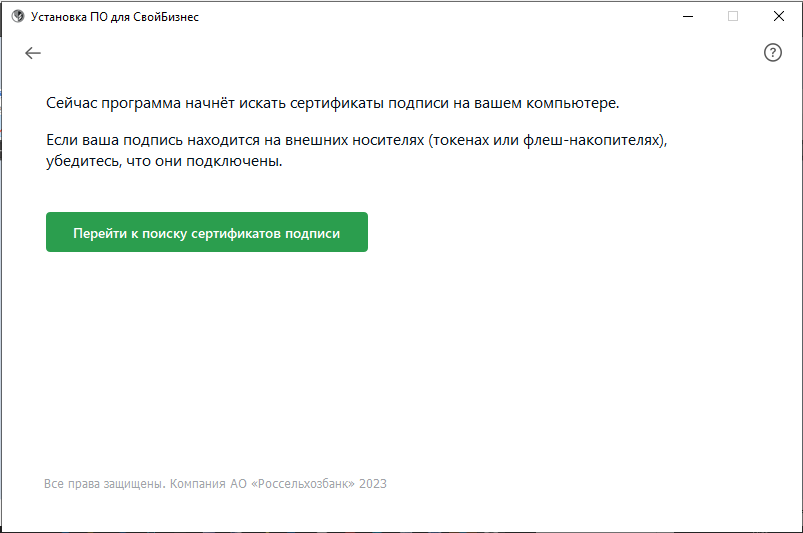 Установка ПО для СвойБизнес
Сейчас программа начнёт искать сертификаты подписи на вашем компьютере.
Если ваша подпись находится на внешних носителях (токенах или флеш-накопителях),
убедитесь, что они подключены.
Перейти к поиску сертификатов подписи
Все права защищены. Компания АО «Россельхозбанк» 2023